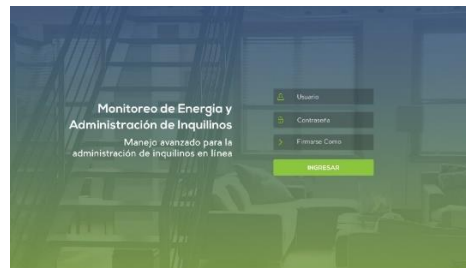 Monitoreo de Energia y
Administración de Inquilinos
Manejo avanzado para la
administración de inquilinos en línea
Usuario
Contraseña
Firmarse Como
INGRESAR